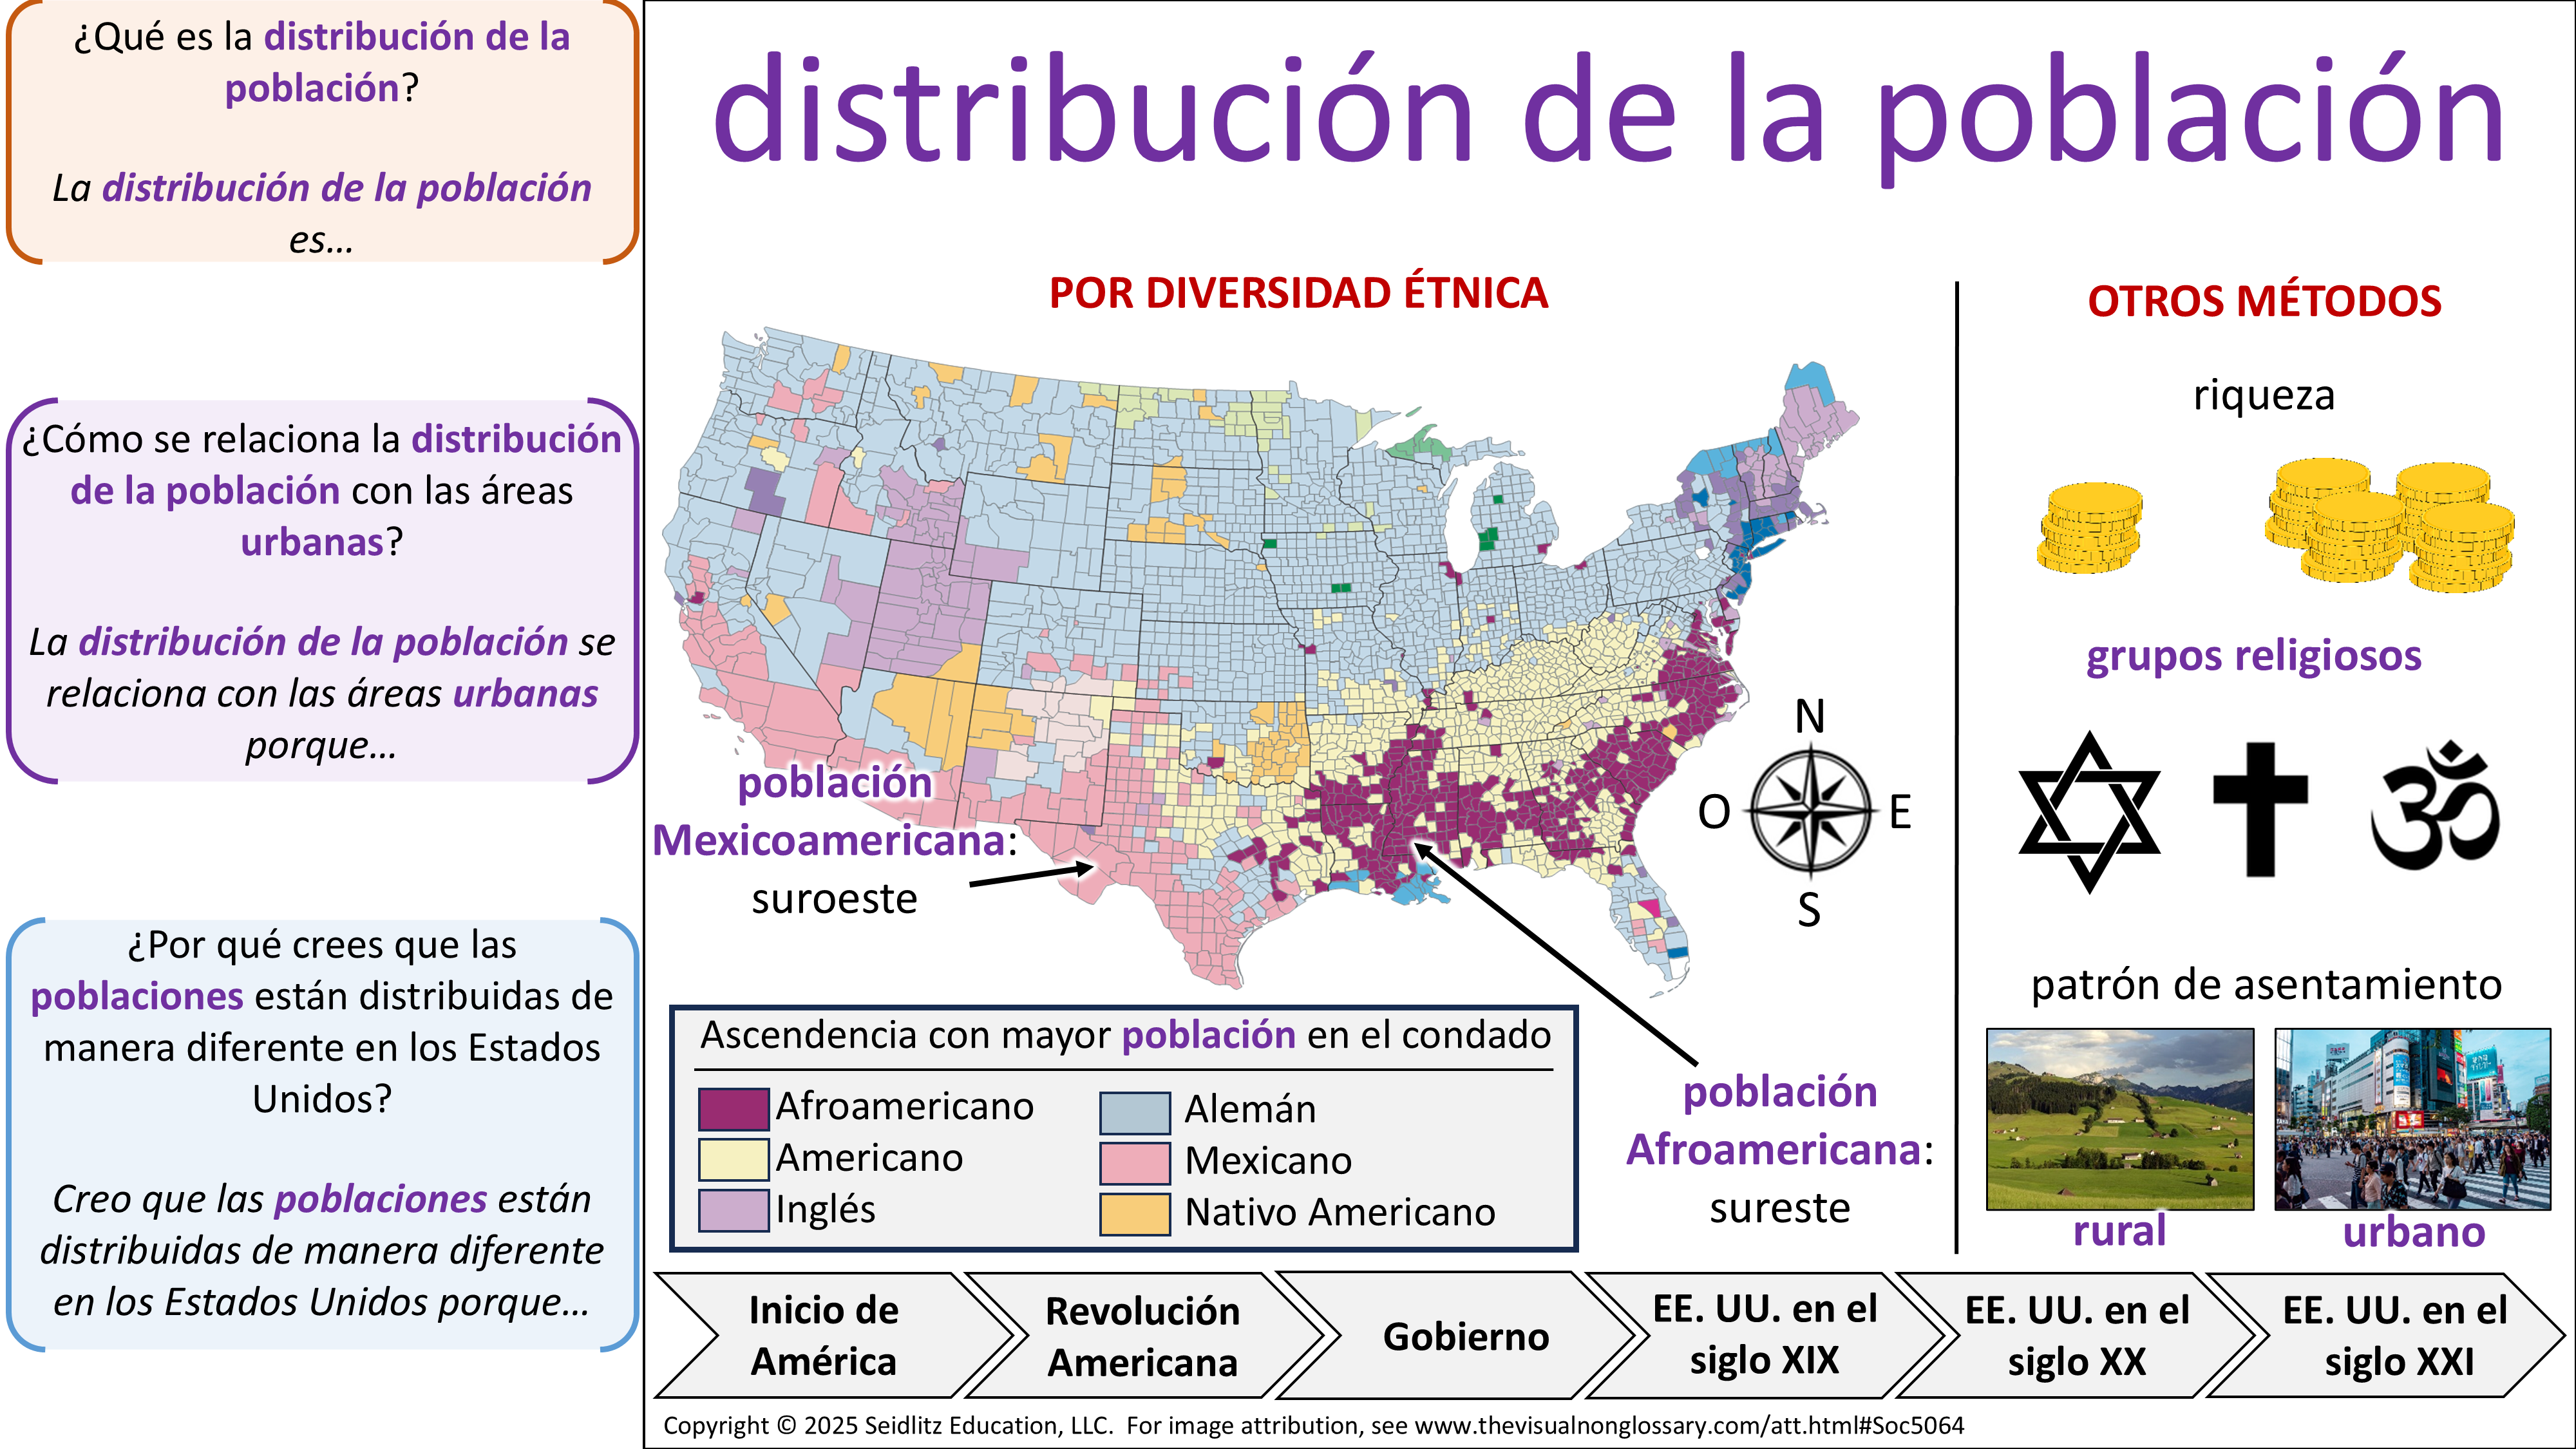 ¿Qué es la distribución de la
población?
La distribución de la población
es...
¿Cómo se relaciona la distribución
de la población con las áreas
urbanas?
La distribución de la población se
relaciona con las áreas urbanas
porque...
¿Por qué crees que las
poblaciones están distribuidas de
manera diferente en los Estados
Unidos?
Creo que las poblaciones están
distribuidas de manera diferente
en los Estados Unidos porque...
distribución de la población
POR DIVERSIDAD ÉTNICA
población
Mexicoamericana:
suroeste
N
O
E
S
población
Afroamericana:
sureste
Ascendencia con mayor población en el condado
Afroamericano
Americano
Inglés
Alemán
Mexicano
Nativo Americano
OTROS MÉTODOS
riqueza
grupos religiosos
patrón de asentamiento
rural
urbano
Inicio de
América
Revolución
Americana
Gobierno
EE. UU. en el
siglo XIX
EE. UU. en el
siglo XX
EE. UU. en el
siglo XXI
Copyright © 2025 Seidlitz Education, LLC.  For image attribution, see www.thevisualnonglossary.com/att.html#Soc5064